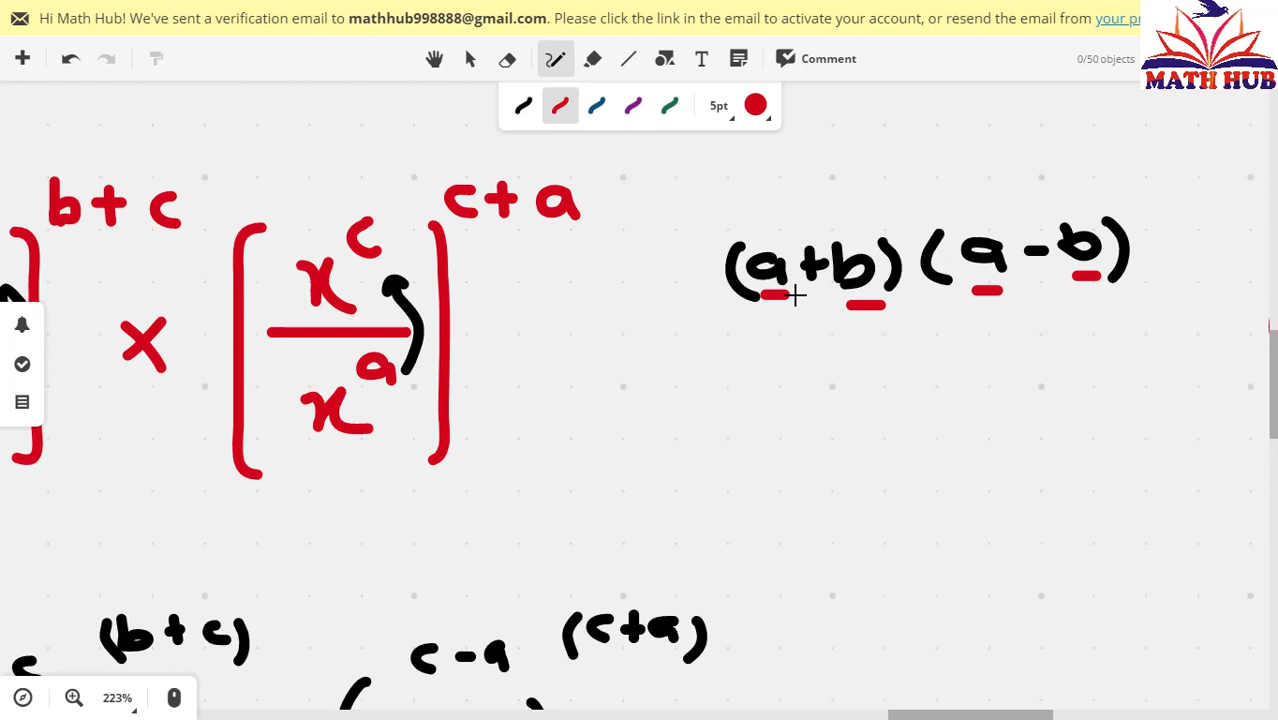 Hi Math Hub! We've sent a verification email to mathhub998888@gmail.com. Please click the link in the email to activate your account, or resend the email from your pr
MATH HUB
Comment
0/50 objects
5pt
] b+c × [ x^c / x^a ] c+a
(a+b)(a-b)
(b+c) c-a (c+a)
223%